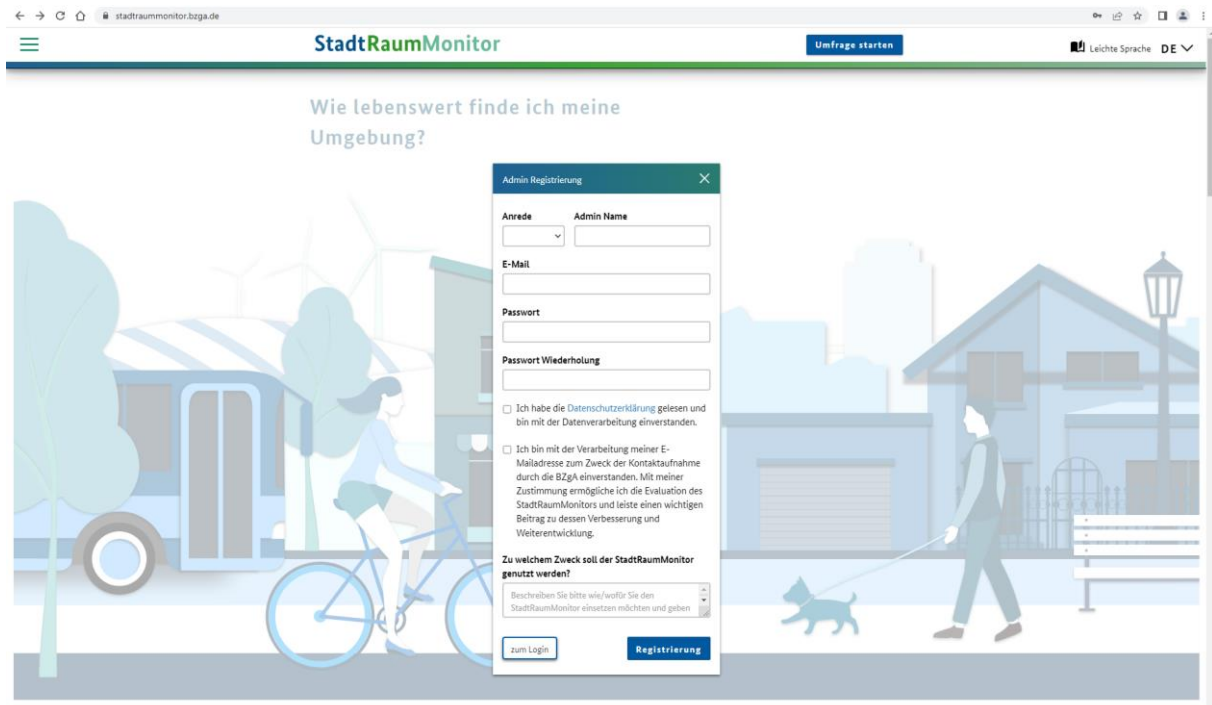 stadtraummonitor.bzga.de
StadtRaumMonitor
Umfrage starten
Leichte Sprache DE
Wie lebenswert finde ich meine
Umgebung?
Admin Registrierung
Anrede Admin Name
E-Mail
Passwort
Passwort Wiederholung
Ich habe die Datenschutzerklärung gelesen und
bin mit der Datenverarbeitung einverstanden.
Ich bin mit der Verarbeitung meiner E-
Mailadresse zum Zweck der Kontaktaufnahme
durch die BZgA einverstanden. Mit meiner
Zustimmung ermögliche ich die Evaluation des
StadtRaumMonitors und leiste einen wichtigen
Beitrag zu dessen Verbesserung und
Weiterentwicklung.
Zu welchem Zweck soll der StadtRaumMonitor
genutzt werden?
Beschreiben Sie bitte wie/wofür Sie den
StadtRaumMonitor einsetzen möchten und geben
zum Login
Registrierung